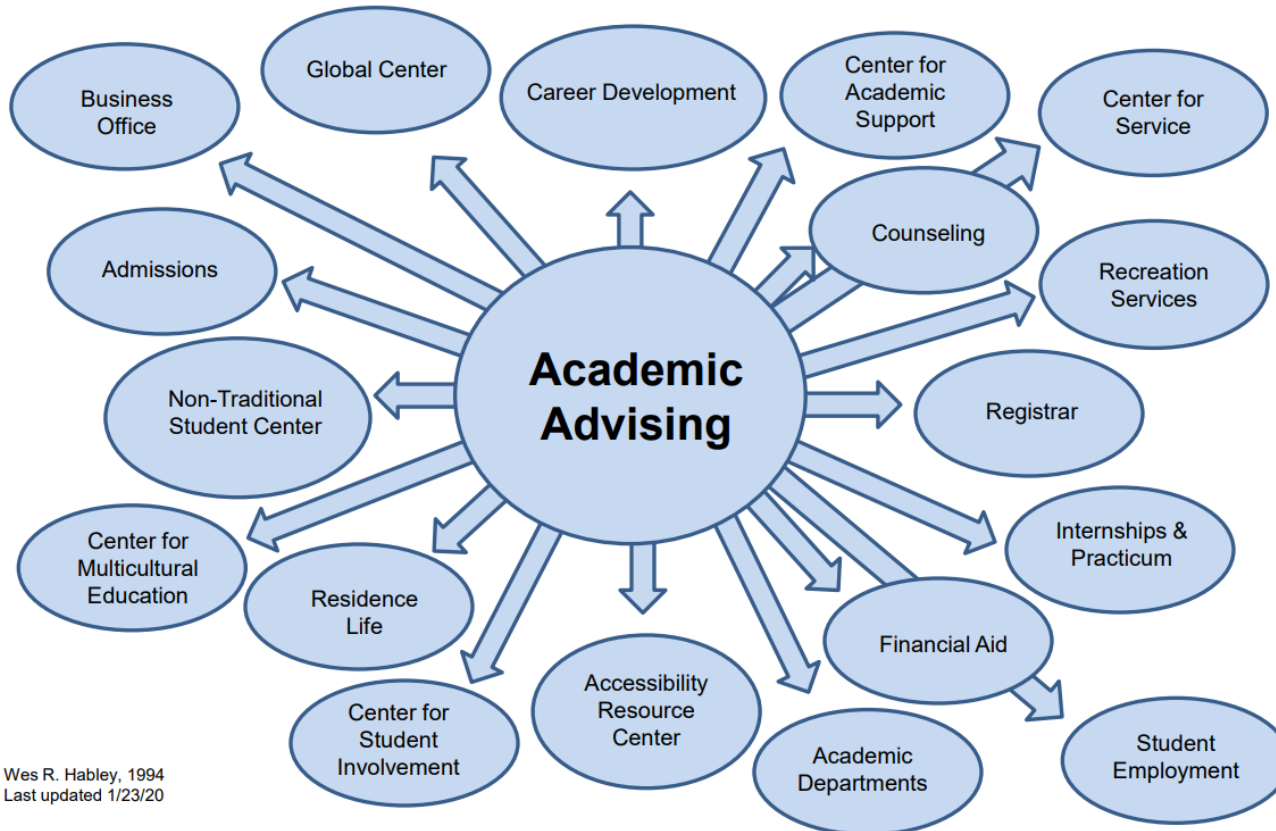 Business
Office
Global Center
Career Development
Center for
Academic
Support
Center for
Service
Admissions
Counseling
Recreation
Services
Non-Traditional
Student Center
Academic
Advising
Registrar
Center for
Multicultural
Education
Residence
Life
Internships &
Practicum
Center for
Student
Involvement
Accessibility
Resource
Center
Financial Aid
Academic
Departments
Student
Employment
Wes R. Habley, 1994
Last updated 1/23/20